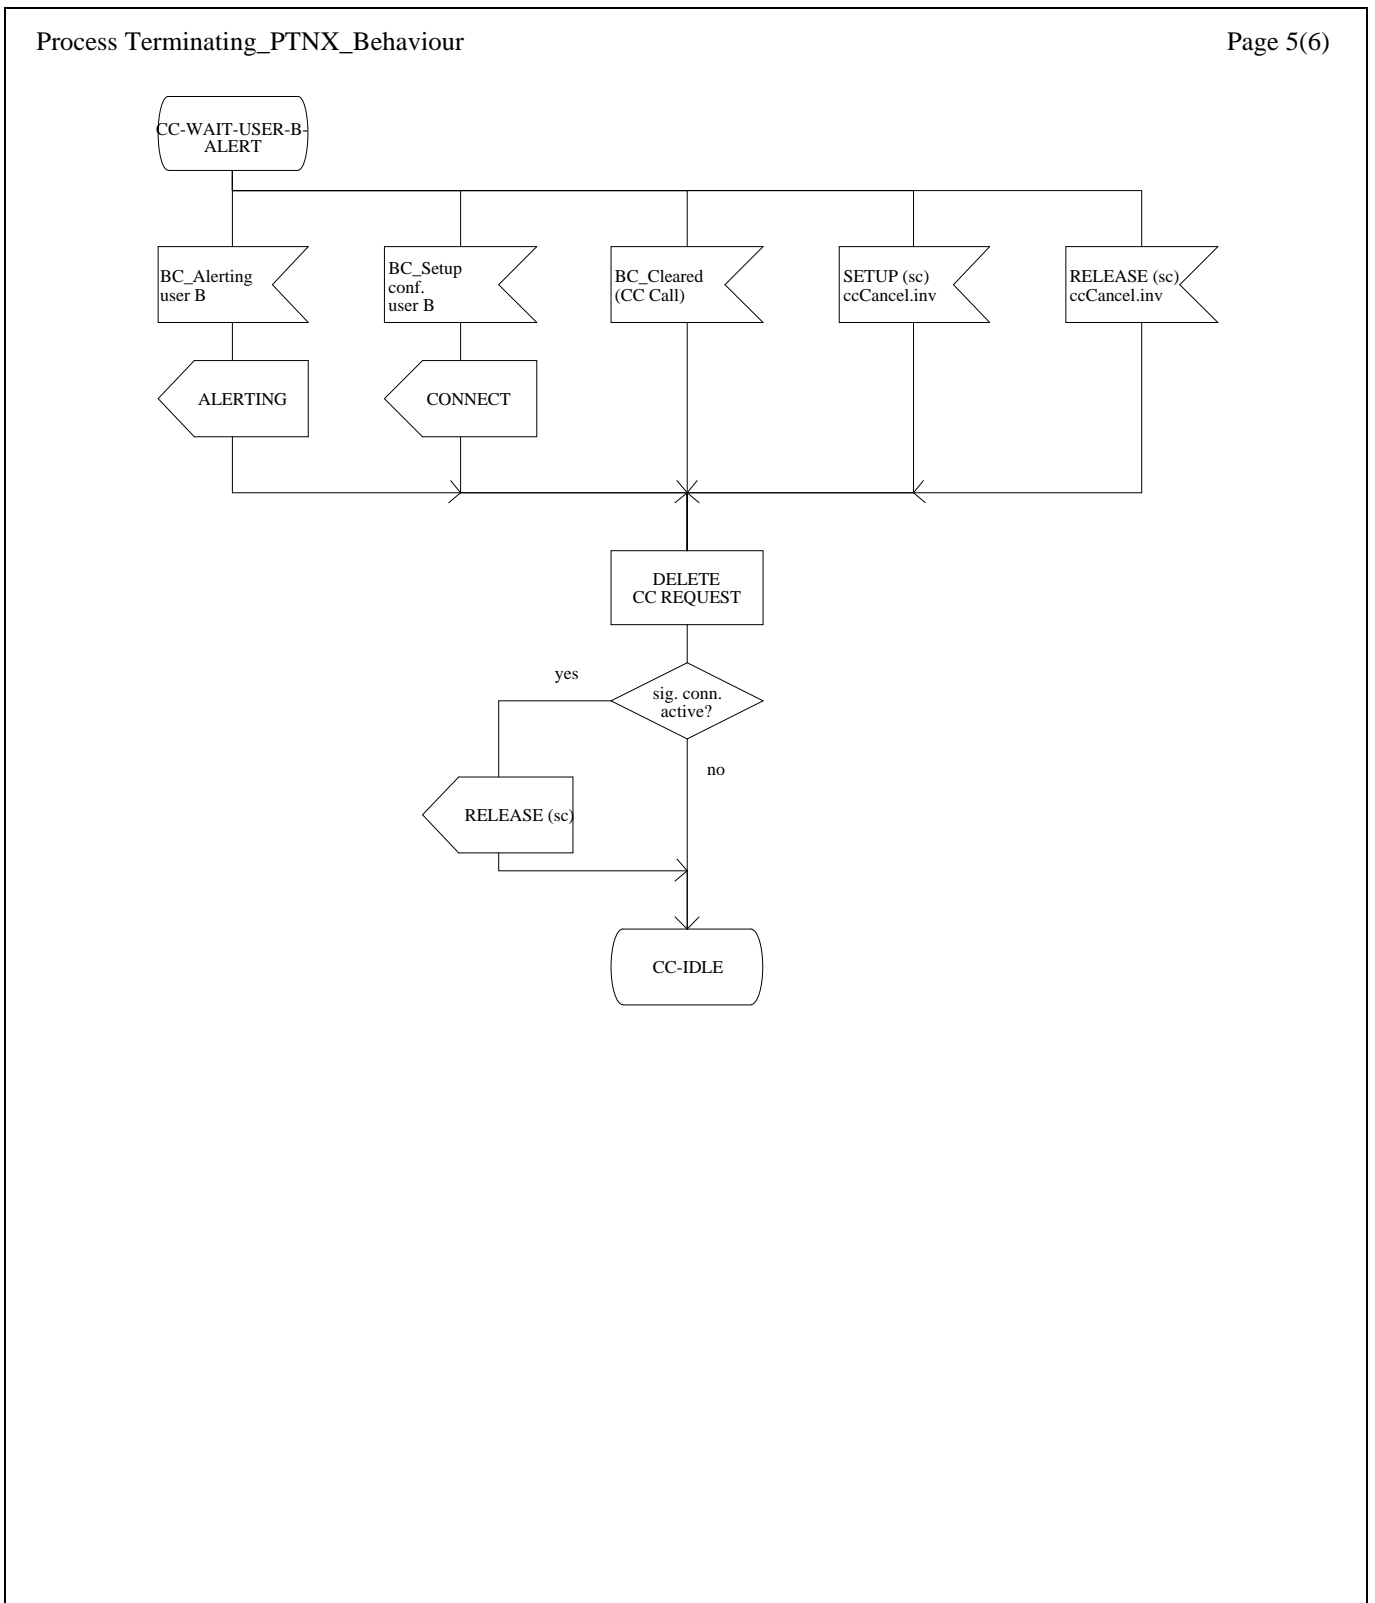 Process Terminating_PTNX_Behaviour
Page 5(6)
CC-WAIT-USER-B-
ALERT
BC_Alerting
user B
BC_Setup
conf.
user B
BC_Cleared
(CC Call)
SETUP (sc)
ccCancel.inv
RELEASE (sc)
ccCancel.inv
ALERTING
CONNECT
DELETE
CC REQUEST
yes
sig. conn.
active?
no
RELEASE (sc)
CC-IDLE